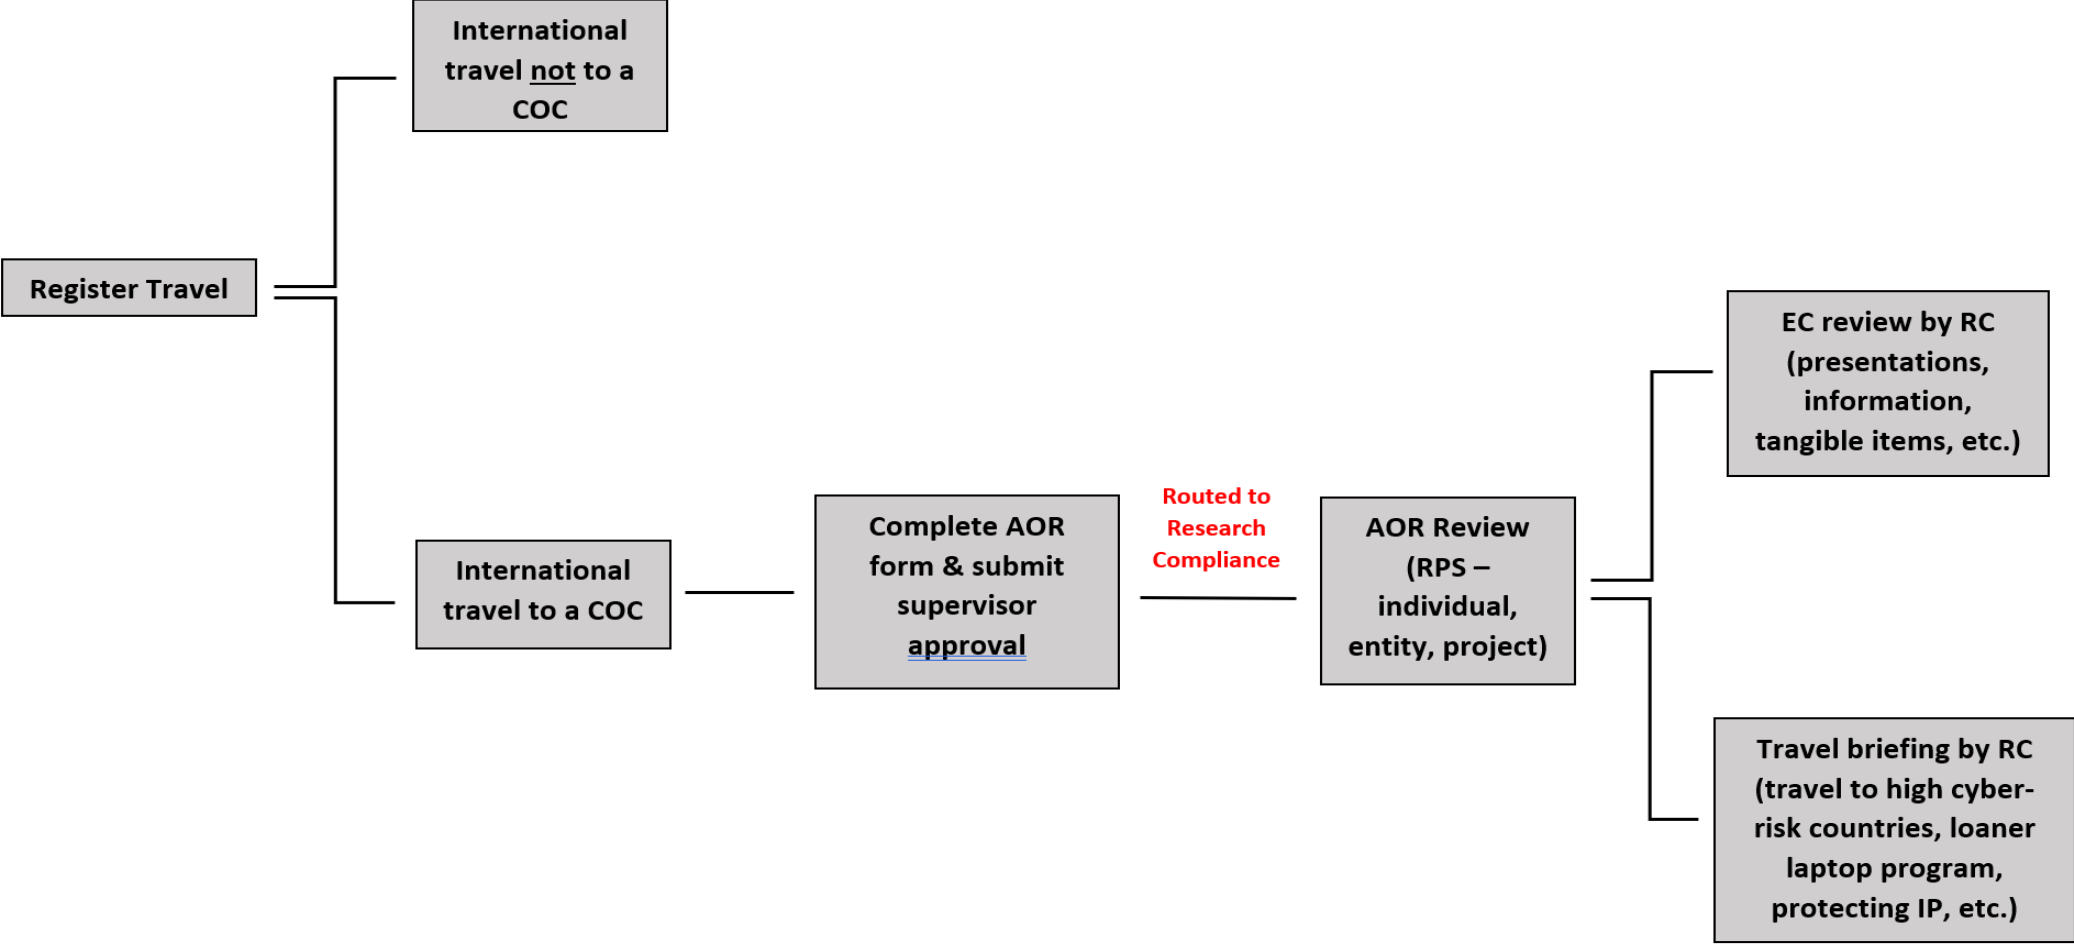 International
travel not to a
COC
Register Travel
International
travel to a COC
Complete AOR
form & submit
supervisor
approval
Routed to
Research
Compliance
AOR Review
(RPS –
individual,
entity, project)
EC review by RC
(presentations,
information,
tangible items, etc.)
Travel briefing by RC
(travel to high cyber-
risk countries, loaner
laptop program,
protecting IP, etc.)